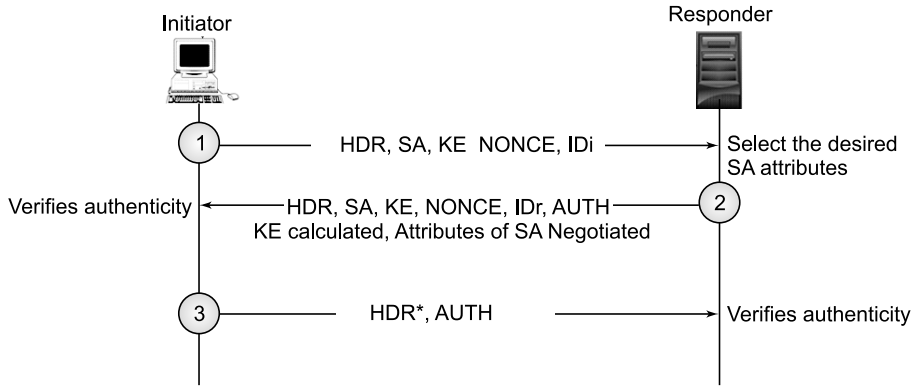 Initiator
Responder
1
HDR, SA, KE NONCE, IDi
Select the desired
SA attributes
Verifies authenticity
HDR, SA, KE, NONCE, IDr, AUTH
2
KE calculated, Attributes of SA Negotiated
3
HDR*, AUTH
Verifies authenticity